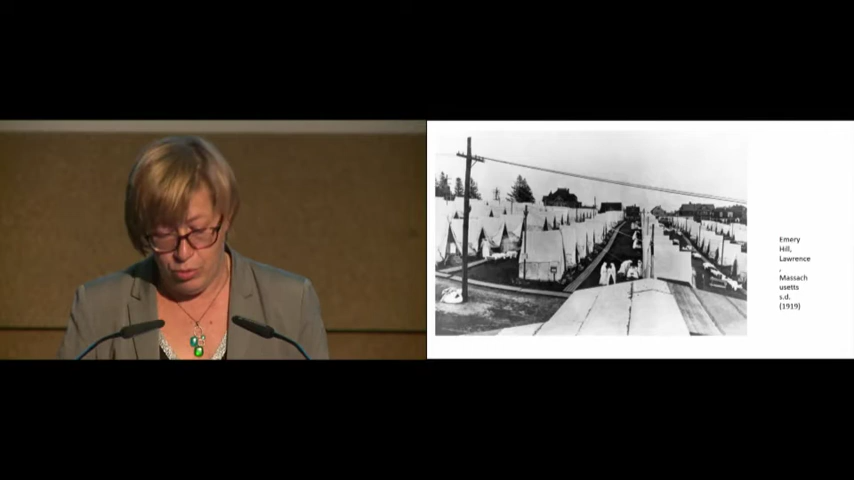 Emery
Hill,
Lawrence
,
Massach
usetts
s.d.
(1919)